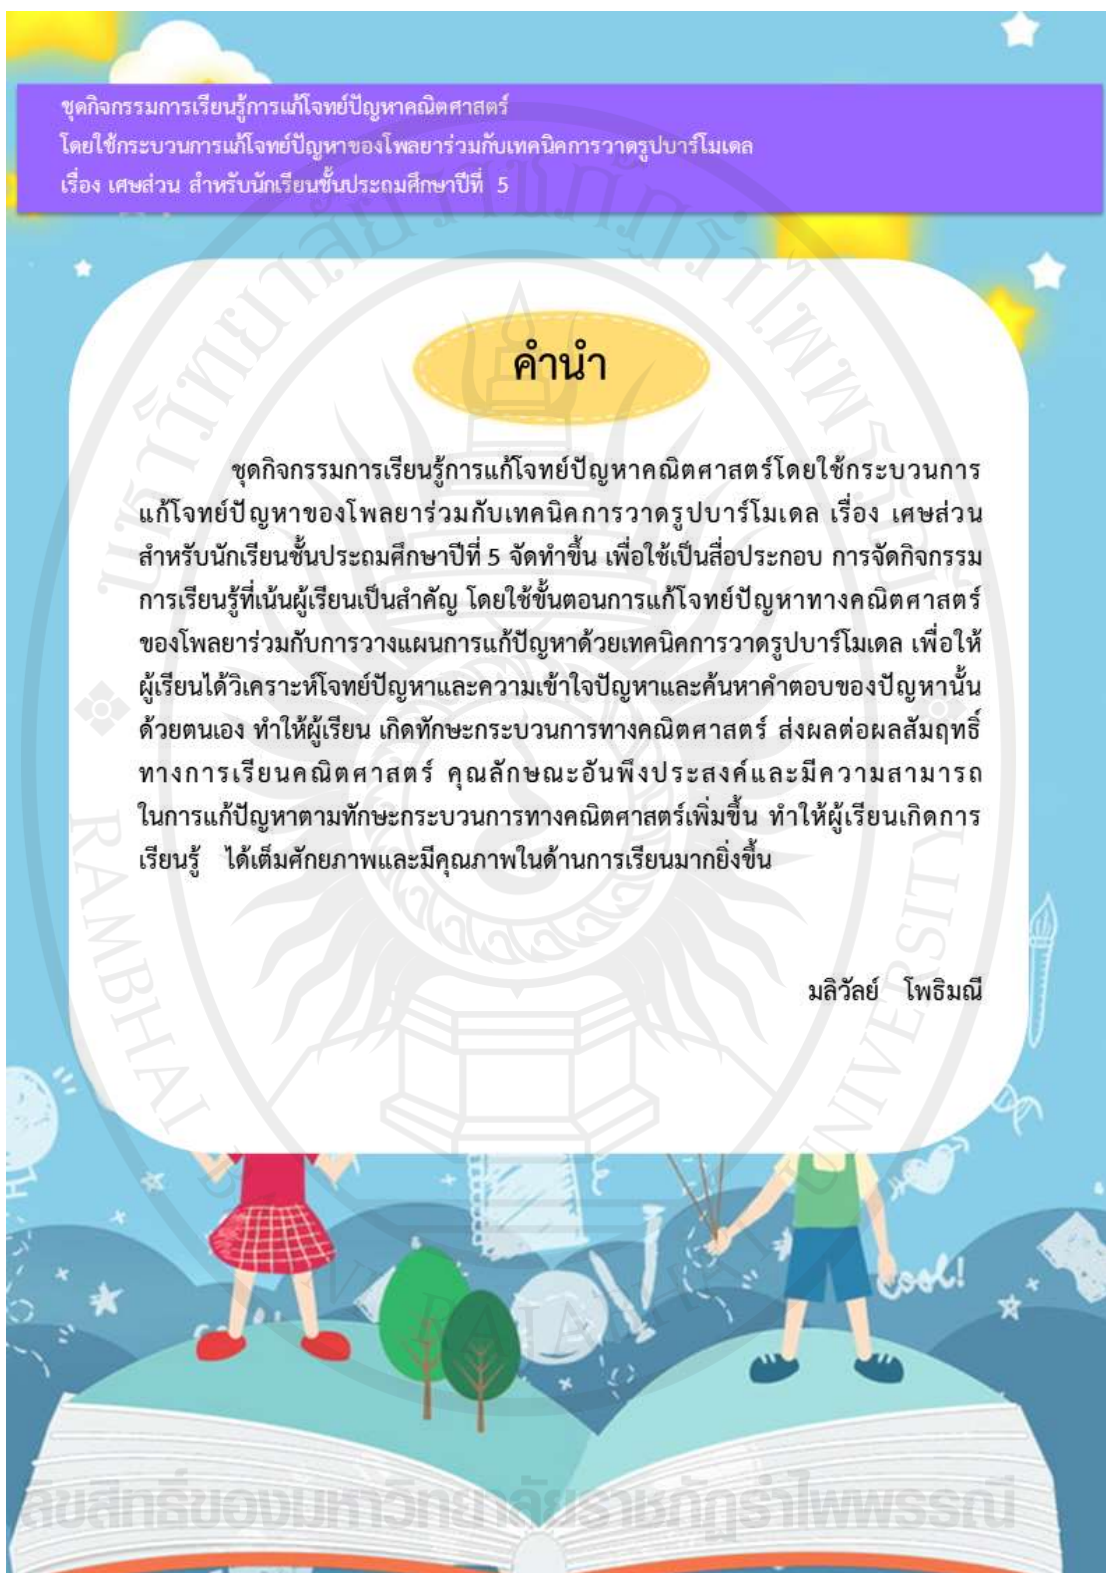 ชุดกิจกรรมการเรียนรู้การแก้โจทย์ปัญหาคณิตศาสตร์
โดยใช้กระบวนการแก้โจทย์ปัญหาของโพลยาร่วมกับเทคนิคการวาดรูปบาร์โมเดล
เรื่อง เศษส่วน สำหรับนักเรียนชั้นประถมศึกษาปีที่ 5
คำนำ
ชุดกิจกรรมการเรียนรู้การแก้โจทย์ปัญหาคณิตศาสตร์โดยใช้กระบวนการ
แก้โจทย์ปัญหาของโพลยาร่วมกับเทคนิคการวาดรูปบาร์โมเดล เรื่อง เศษส่วน
สำหรับนักเรียนชั้นประถมศึกษาปีที่ 5 จัดทำขึ้น เพื่อใช้เป็นสื่อประกอบ การจัดกิจกรรม
การเรียนรู้ที่เน้นผู้เรียนเป็นสำคัญ โดยใช้ขั้นตอนการแก้โจทย์ปัญหาทางคณิตศาสตร์
ของโพลยาร่วมกับการวางแผนการแก้ปัญหาด้วยเทคนิคการวาดรูปบาร์โมเดล เพื่อให้
ผู้เรียนได้วิเคราะห์โจทย์ปัญหาและความเข้าใจปัญหาและค้นหาคำตอบของปัญหานั้น
ด้วยตนเอง ทำให้ผู้เรียน เกิดทักษะกระบวนการทางคณิตศาสตร์ ส่งผลต่อผลสัมฤทธิ์
ทางการเรียนคณิตศาสตร์ คุณลักษณะอันพึงประสงค์และมีความสามารถ
ในการแก้ปัญหาตามทักษะกระบวนการทางคณิตศาสตร์เพิ่มขึ้น ทำให้ผู้เรียนเกิดการ
เรียนรู้ ได้เต็มศักยภาพและมีคุณภาพในด้านการเรียนมากยิ่งขึ้น
มลิวัลย์ โพธิมณี
มหาวิทยาลัยราชภัฏรำไพพรรณี
RAMBHAI BARNI RAJABHAT UNIVERSITY
Cool!
ลิขสิทธิ์ของมหาวิทยาลัยราชภัฏรำไพพรรณี